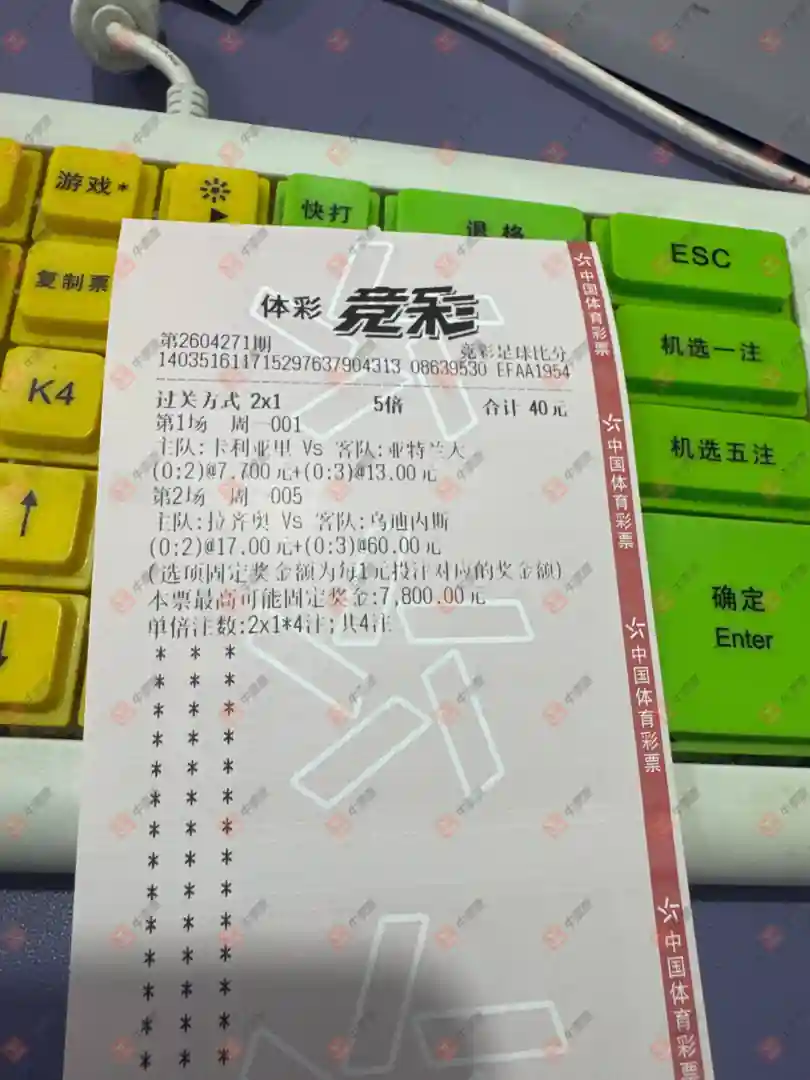 游戏*
快打
退 格
ESC
复制票
机选一注
K4
机选五注
确定
Enter
体彩 竞彩
第2604271期 竞彩足球比分
140351611715297637904313 08639530 EFAA1954
过关方式 2x1 5倍 合计 40元
第1场 周一001
主队:卡利亚里 Vs 客队:亚特兰大
(0:2)@7.700元+(0:3)@13.00元
第2场 周一005
主队:拉齐奥 Vs 客队:乌迪内斯
(0:2)@17.00元+(0:3)@60.00元
(选项固定奖金额为每1元投注对应的奖金额)
本票最高可能固定奖金:7,800.00元
单倍注数:2x1*4注;共4注
* * *
* * *
* * *
* * *
* * *
* * *
* * *
* * *
* * *
* * *
* * *
* * *
* * *
* * *
中国体育彩票
中国体育彩票
中国体育彩票
中国体育彩票